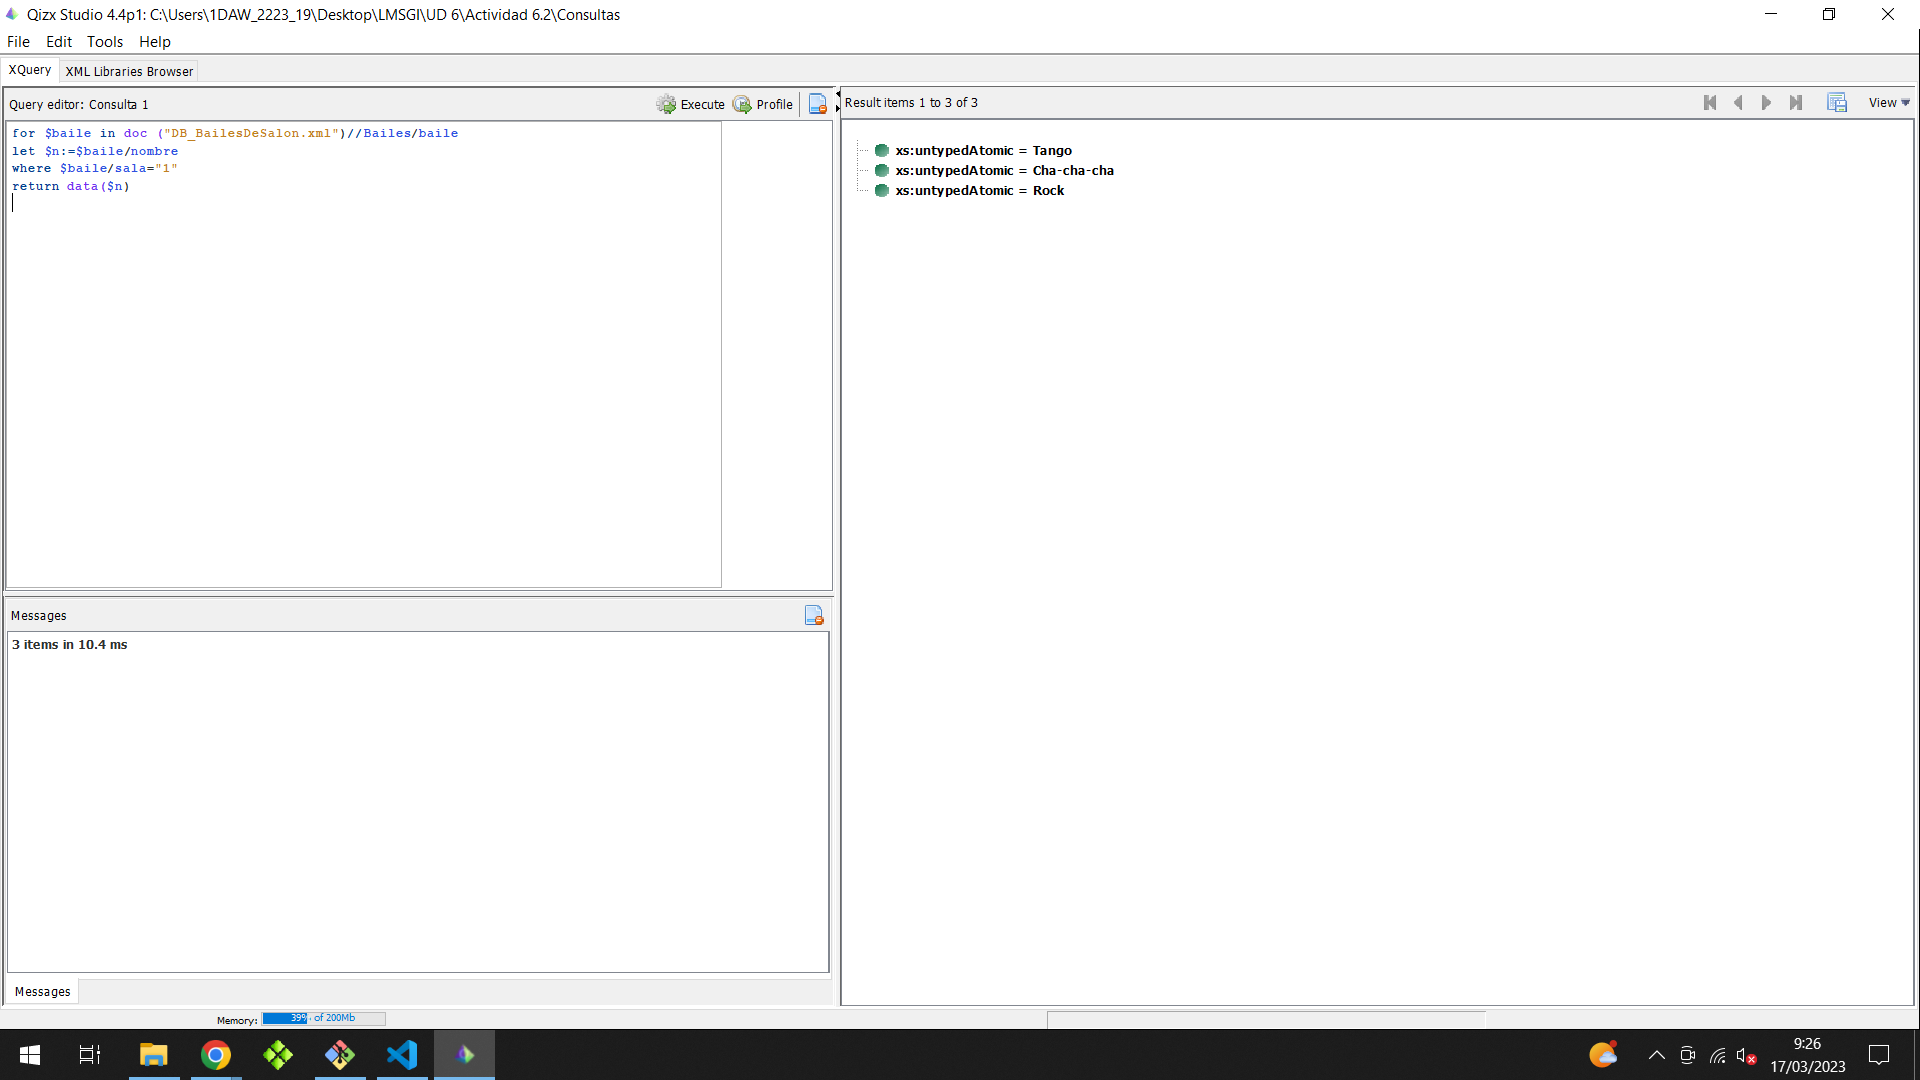 Qizx Studio 4.4p1: C:\Users\1DAW_2223_19\Desktop\LMSGI\UD 6\Actividad 6.2\Consultas
File Edit Tools Help
XQuery XML Libraries Browser
Query editor: Consulta 1 Execute Profile
for $baile in doc ("DB_BailesDeSalon.xml")//Bailes/baile
let $n:=$baile/nombre
where $baile/sala="1"
return data($n)
Result items 1 to 3 of 3 View
xs:untypedAtomic = Tango
xs:untypedAtomic = Cha-cha-cha
xs:untypedAtomic = Rock
Messages
3 items in 10.4 ms
Messages
Memory: 39% of 200Mb
9:26
17/03/2023